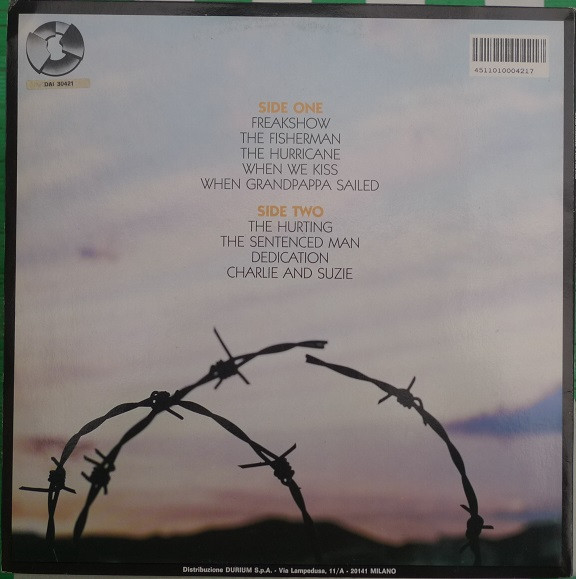 DAI 30421
4511010004217
SIDE ONE
FREAKSHOW
THE FISHERMAN
THE HURRICANE
WHEN WE KISS
WHEN GRANDPAPPA SAILED
SIDE TWO
THE HURTING
THE SENTENCED MAN
DEDICATION
CHARLIE AND SUZIE
Distribuzione DURIUM S.p.A. - Via Lampedusa, 11/A - 20141 MILANO